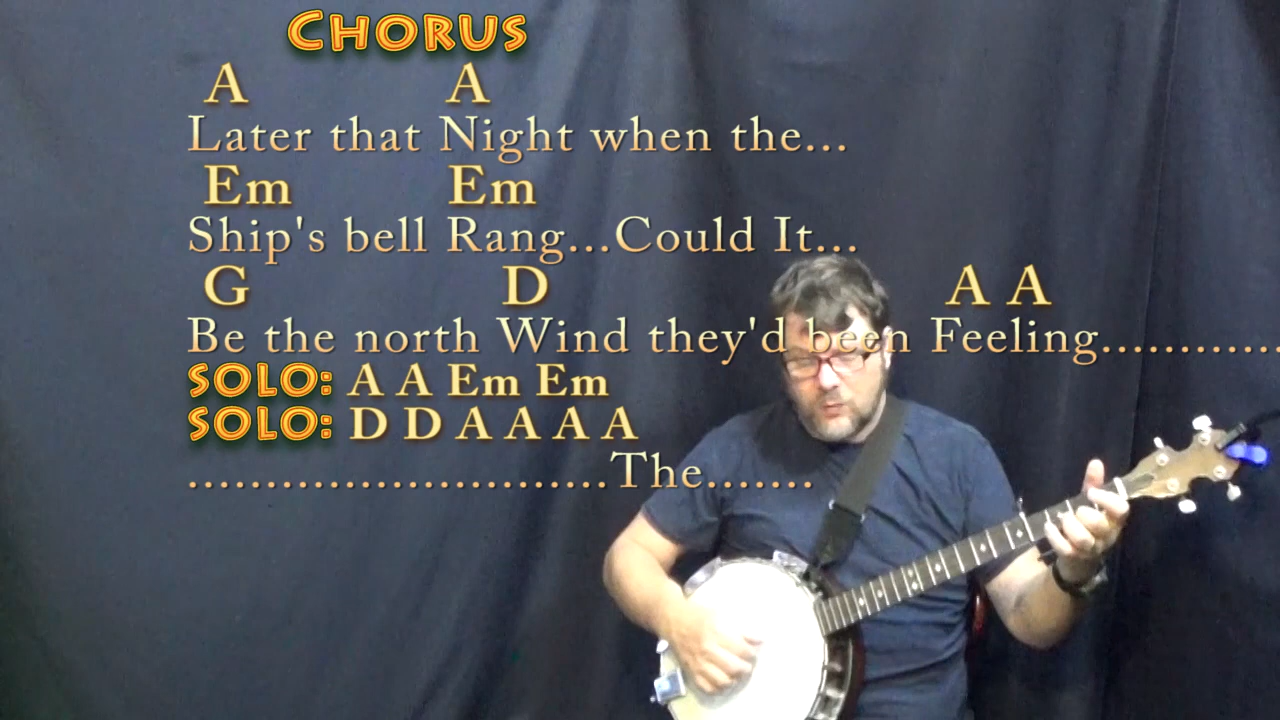 CHORUS
A A
Later that Night when the...
Em Em
Ship's bell Rang...Could It...
G D A A
Be the north Wind they'd been Feeling............
SOLO: A A Em Em
SOLO: D D A A A A
...........................The.......